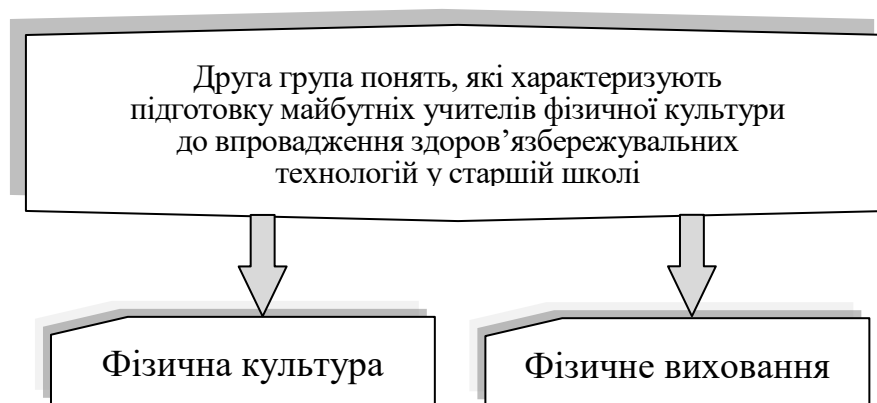 Друга група понять, які характеризують
підготовку майбутніх учителів фізичної культури
до впровадження здоров’язбережувальних
технологій у старшій школі
Фізична культура
Фізичне виховання